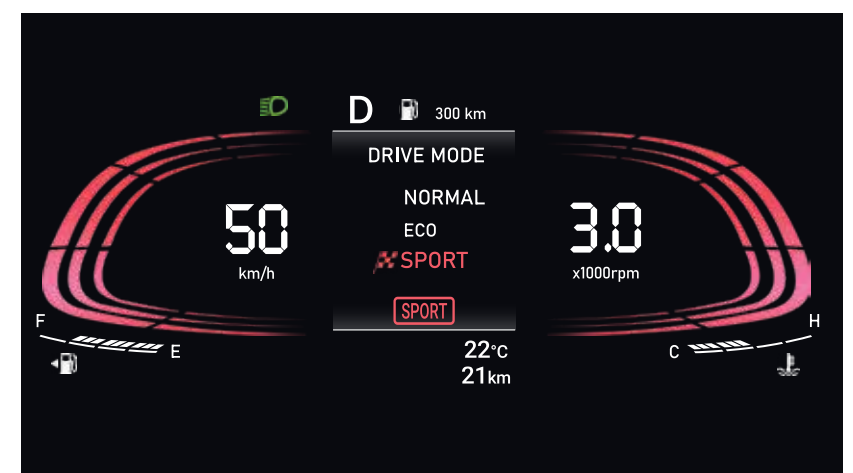 D 300 km
DRIVE MODE
NORMAL
ECO
SPORT
SPORT
50
km/h
3.0
x1000rpm
F
E
C
H
22°C
21km